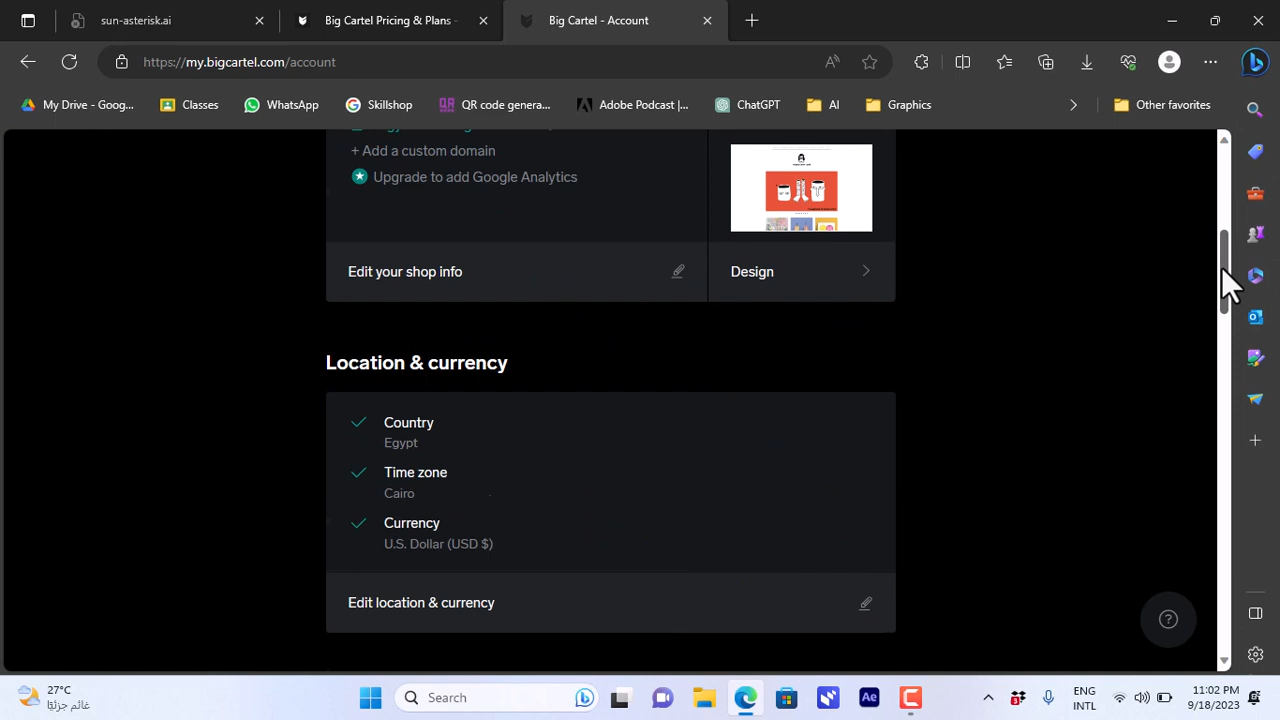 sun-asterisk.ai
Big Cartel Pricing & Plans -
Big Cartel - Account
https://my.bigcartel.com/account
My Drive - Goog...
Classes
WhatsApp
Skillshop
QR code genera...
Adobe Podcast |...
ChatGPT
AI
Graphics
Other favorites
+ Add a custom domain
Upgrade to add Google Analytics
Edit your shop info
Design
Location & currency
Country
Egypt
Time zone
Cairo
Currency
U.S. Dollar (USD $)
Edit location & currency
27°C
غائم جزئيًا
Search
ENG
INTL
11:02 PM
9/18/2023